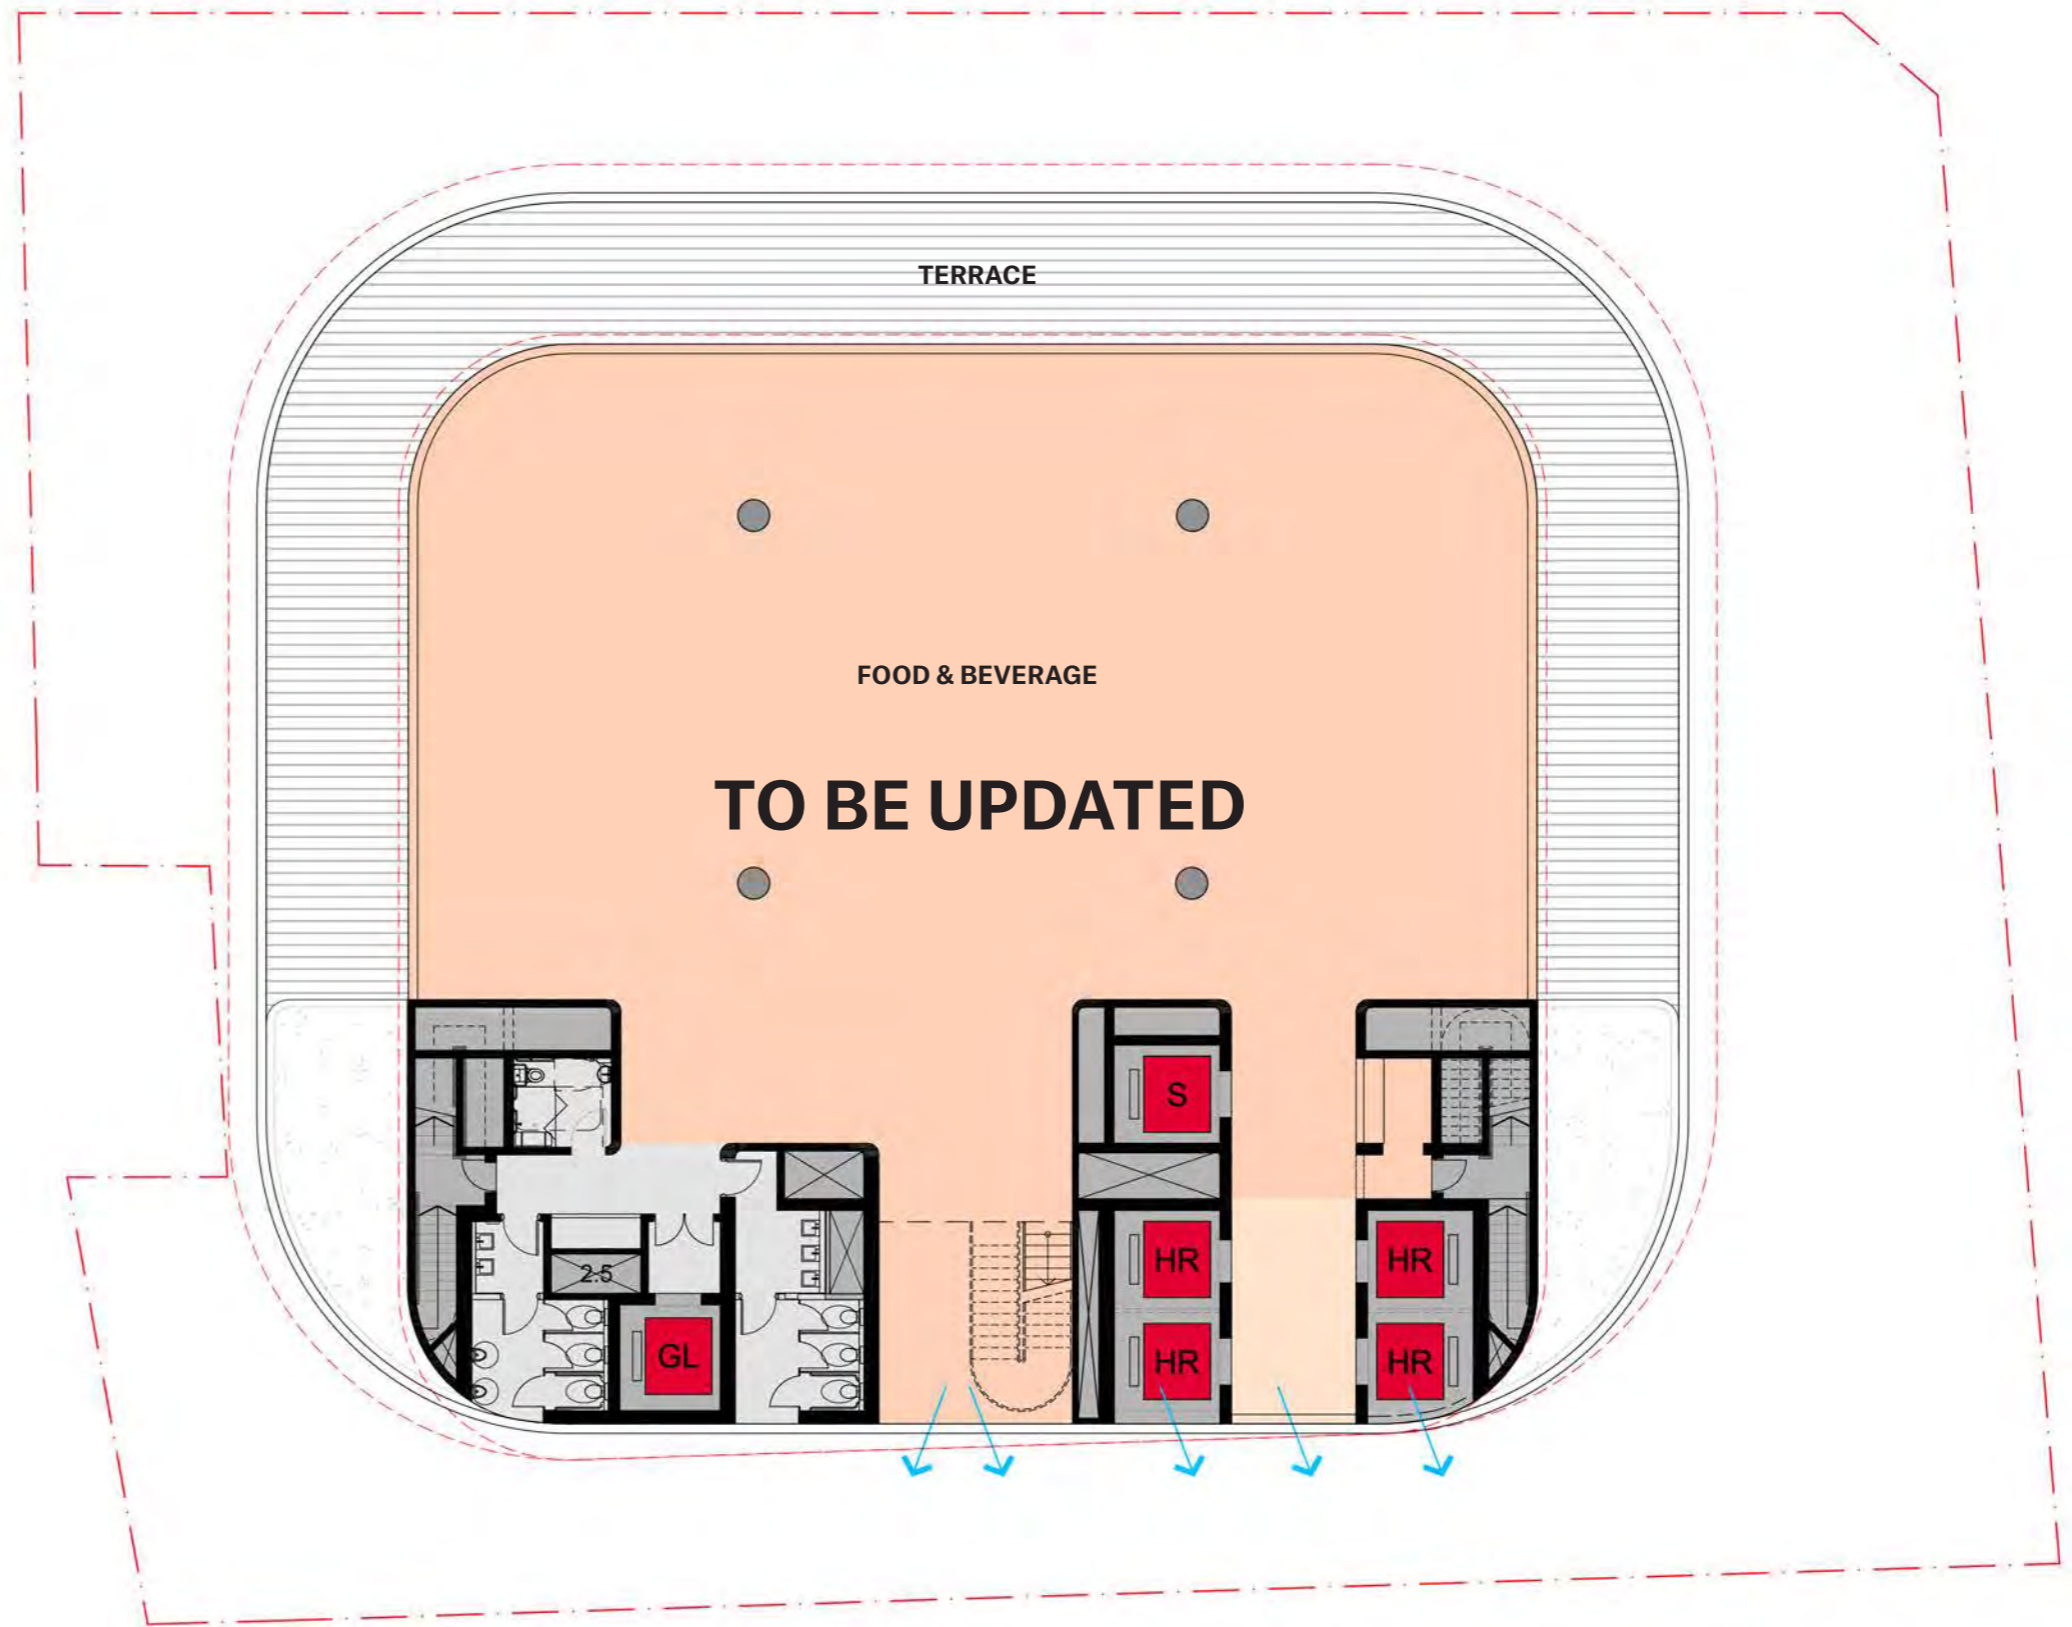 TERRACE
FOOD & BEVERAGE
TO BE UPDATED
S
HR
HR
2.5
GL
HR
HR